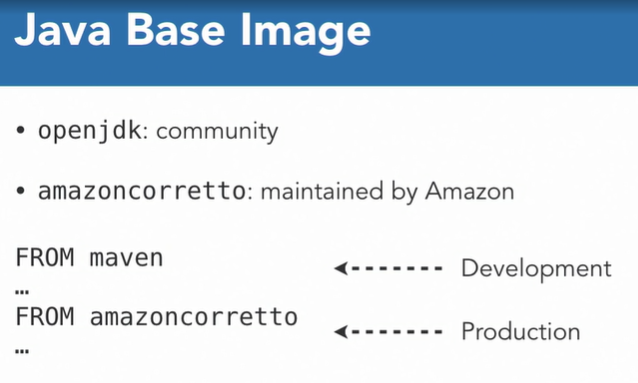 Java Base Image
• openjdk: community
• amazoncorretto: maintained by Amazon
FROM maven
Development
…
FROM amazoncorretto
Production
…